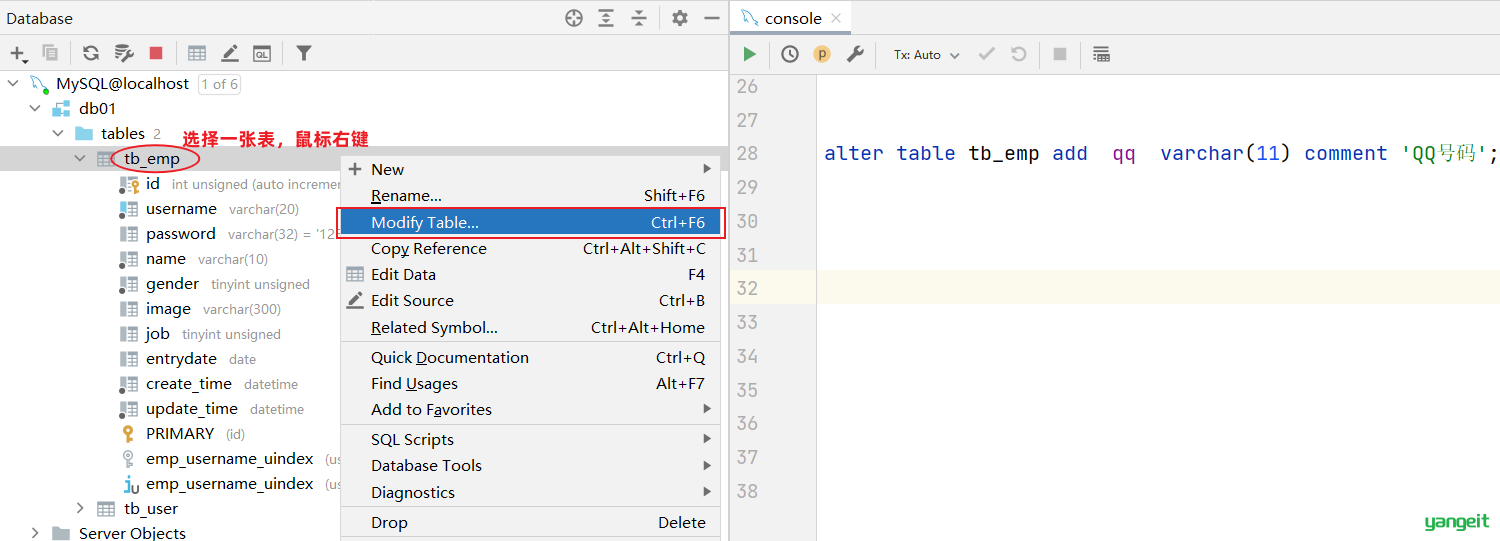 Database
console
Tx: Auto
MySQL@localhost 1 of 6
db01
tables 2
选择一张表，鼠标右键
tb_emp
id int unsigned (auto increme
username varchar(20)
password varchar(32) = '12
name varchar(10)
gender tinyint unsigned
image varchar(300)
job tinyint unsigned
entrydate date
create_time datetime
update_time datetime
PRIMARY (id)
emp_username_uindex (us
emp_username_uindex (us
tb_user
Server Objects
New
Rename... Shift+F6
Modify Table... Ctrl+F6
Copy Reference Ctrl+Alt+Shift+C
Edit Data F4
Edit Source Ctrl+B
Related Symbol... Ctrl+Alt+Home
Quick Documentation Ctrl+Q
Find Usages Alt+F7
Add to Favorites
SQL Scripts
Database Tools
Diagnostics
Drop Delete
26
27
28 alter table tb_emp add qq varchar(11) comment 'QQ号码';
29
30
31
32
33
34
35
36
37
38
yangeit